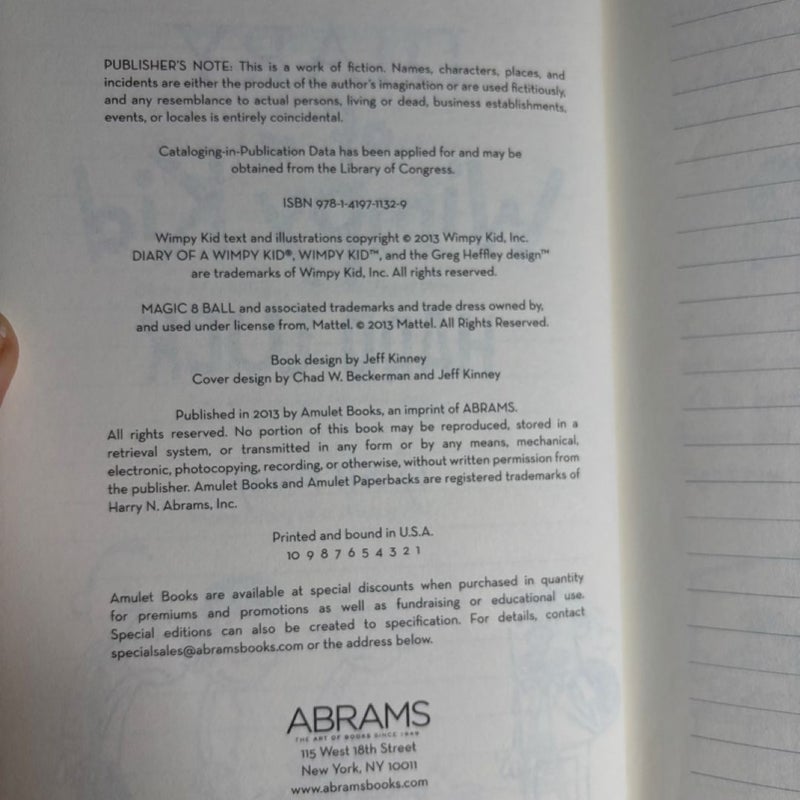 PUBLISHER'S NOTE: This is a work of fiction. Names, characters, places, and
incidents are either the product of the author's imagination or are used fictitiously,
and any resemblance to actual persons, living or dead, business establishments,
events, or locales is entirely coincidental.
Cataloging-in-Publication Data has been applied for and may be
obtained from the Library of Congress.
ISBN 978-1-4197-1132-9
Wimpy Kid text and illustrations copyright © 2013 Wimpy Kid, Inc.
DIARY OF A WIMPY KID®, WIMPY KID™, and the Greg Heffley design™
are trademarks of Wimpy Kid, Inc. All rights reserved.
MAGIC 8 BALL and associated trademarks and trade dress owned by,
and used under license from, Mattel. © 2013 Mattel. All Rights Reserved.
Book design by Jeff Kinney
Cover design by Chad W. Beckerman and Jeff Kinney
Published in 2013 by Amulet Books, an imprint of ABRAMS.
All rights reserved. No portion of this book may be reproduced, stored in a
retrieval system, or transmitted in any form or by any means, mechanical,
electronic, photocopying, recording, or otherwise, without written permission from
the publisher. Amulet Books and Amulet Paperbacks are registered trademarks of
Harry N. Abrams, Inc.
Printed and bound in U.S.A.
10 9 8 7 6 5 4 3 2 1
Amulet Books are available at special discounts when purchased in quantity
for premiums and promotions as well as fundraising or educational use.
Special editions can also be created to specification. For details, contact
specialsales@abramsbooks.com or the address below.
ABRAMS
THE ART OF BOOKS SINCE 1949
115 West 18th Street
New York, NY 10011
www.abramsbooks.com